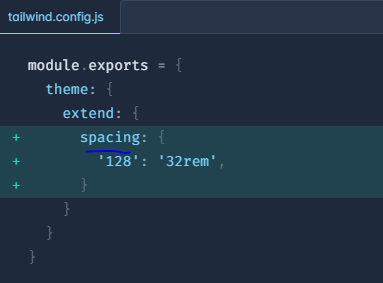 tailwind.config.js
module.exports = {
theme: {
extend: {
+ spacing: {
+ '128': '32rem',
+ }
}
}
}